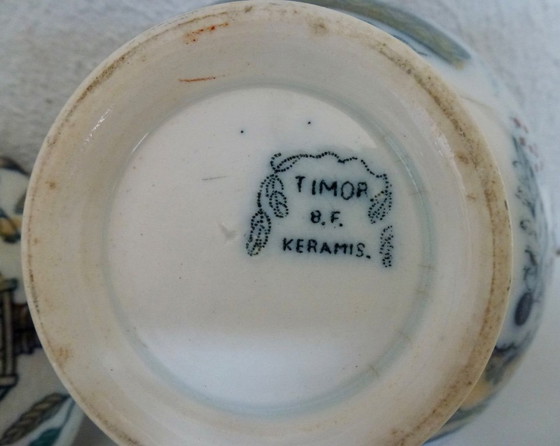 TIMOR
B.F.
KERAMIS.